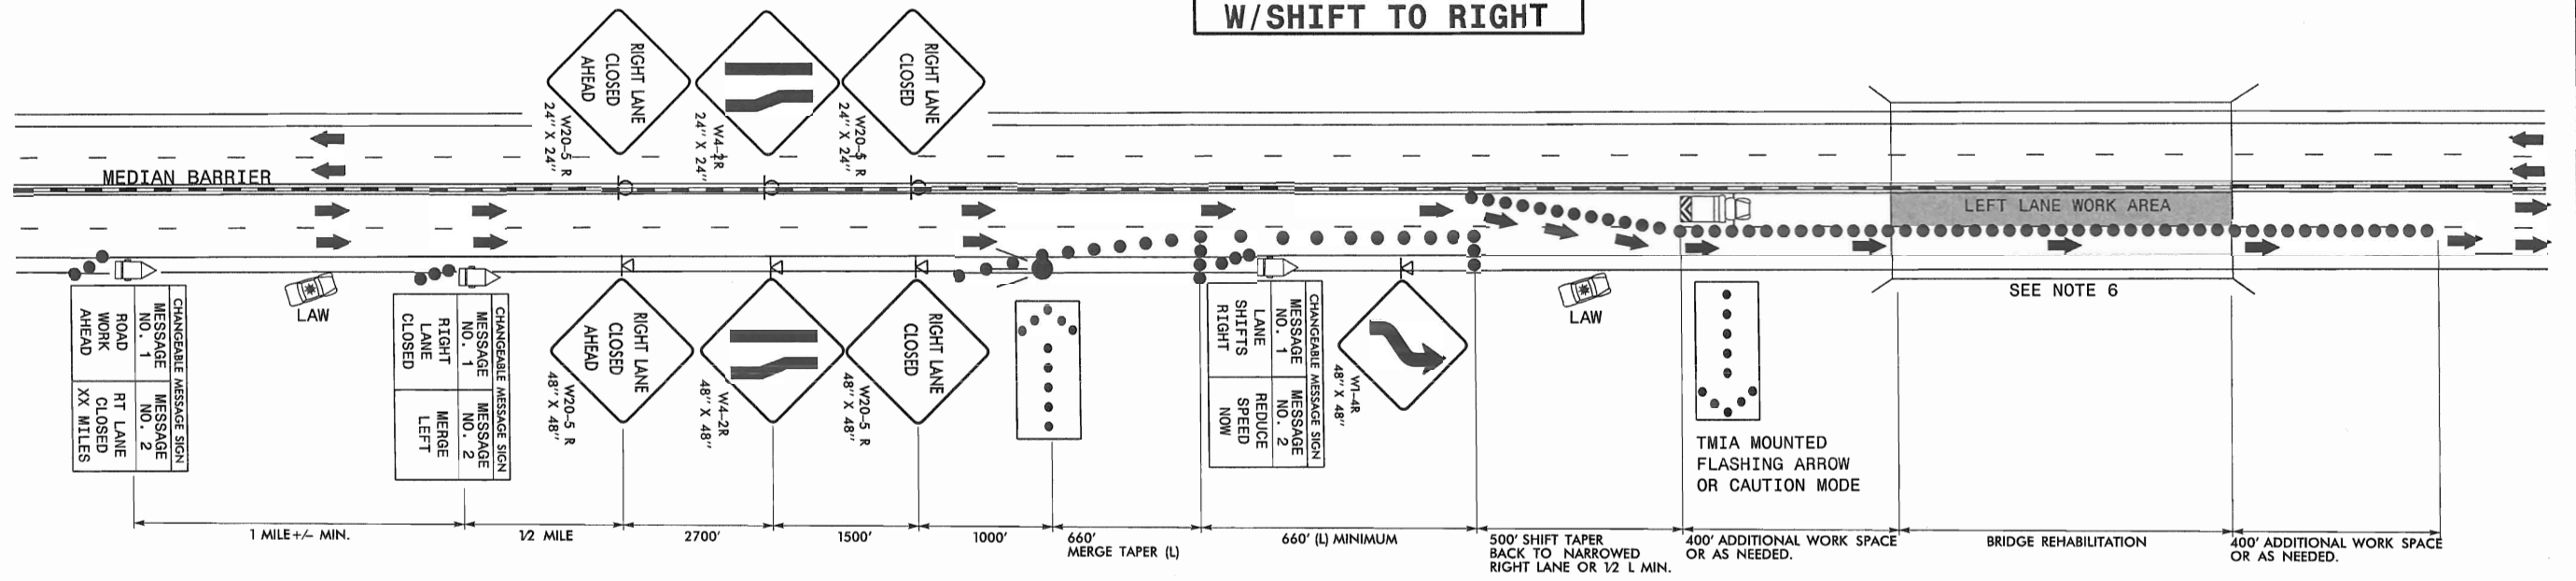 W/SHIFT TO RIGHT
RIGHT LANE
CLOSED
AHEAD
W20-5 R
24" X 24"
W4-2R
24" X 24"
RIGHT LANE
CLOSED
W20-5 R
24" X 24"
MEDIAN BARRIER
LEFT LANE WORK AREA
SEE NOTE 6
LAW
LAW
CHANGEABLE MESSAGE SIGN
MESSAGE
NO. 1
MESSAGE
NO. 2
ROAD
WORK
AHEAD
RT LANE
CLOSED
XX MILES
CHANGEABLE MESSAGE SIGN
MESSAGE
NO. 1
MESSAGE
NO. 2
RIGHT
LANE
CLOSED
MERGE
LEFT
RIGHT LANE
CLOSED
AHEAD
W20-5 R
48" X 48"
W4-2R
48" X 48"
RIGHT LANE
CLOSED
W20-5 R
48" X 48"
CHANGEABLE MESSAGE SIGN
MESSAGE
NO. 1
MESSAGE
NO. 2
LANE
SHIFTS
RIGHT
REDUCE
SPEED
NOW
W1-4R
48" X 48"
TMIA MOUNTED
FLASHING ARROW
OR CAUTION MODE
1 MILE+/- MIN.
1/2 MILE
2700'
1500'
1000'
660'
MERGE TAPER (L)
660' (L) MINIMUM
500' SHIFT TAPER
BACK TO NARROWED
RIGHT LANE OR 1/2 L MIN.
400' ADDITIONAL WORK SPACE
OR AS NEEDED.
BRIDGE REHABILITATION
400' ADDITIONAL WORK SPACE
OR AS NEEDED.